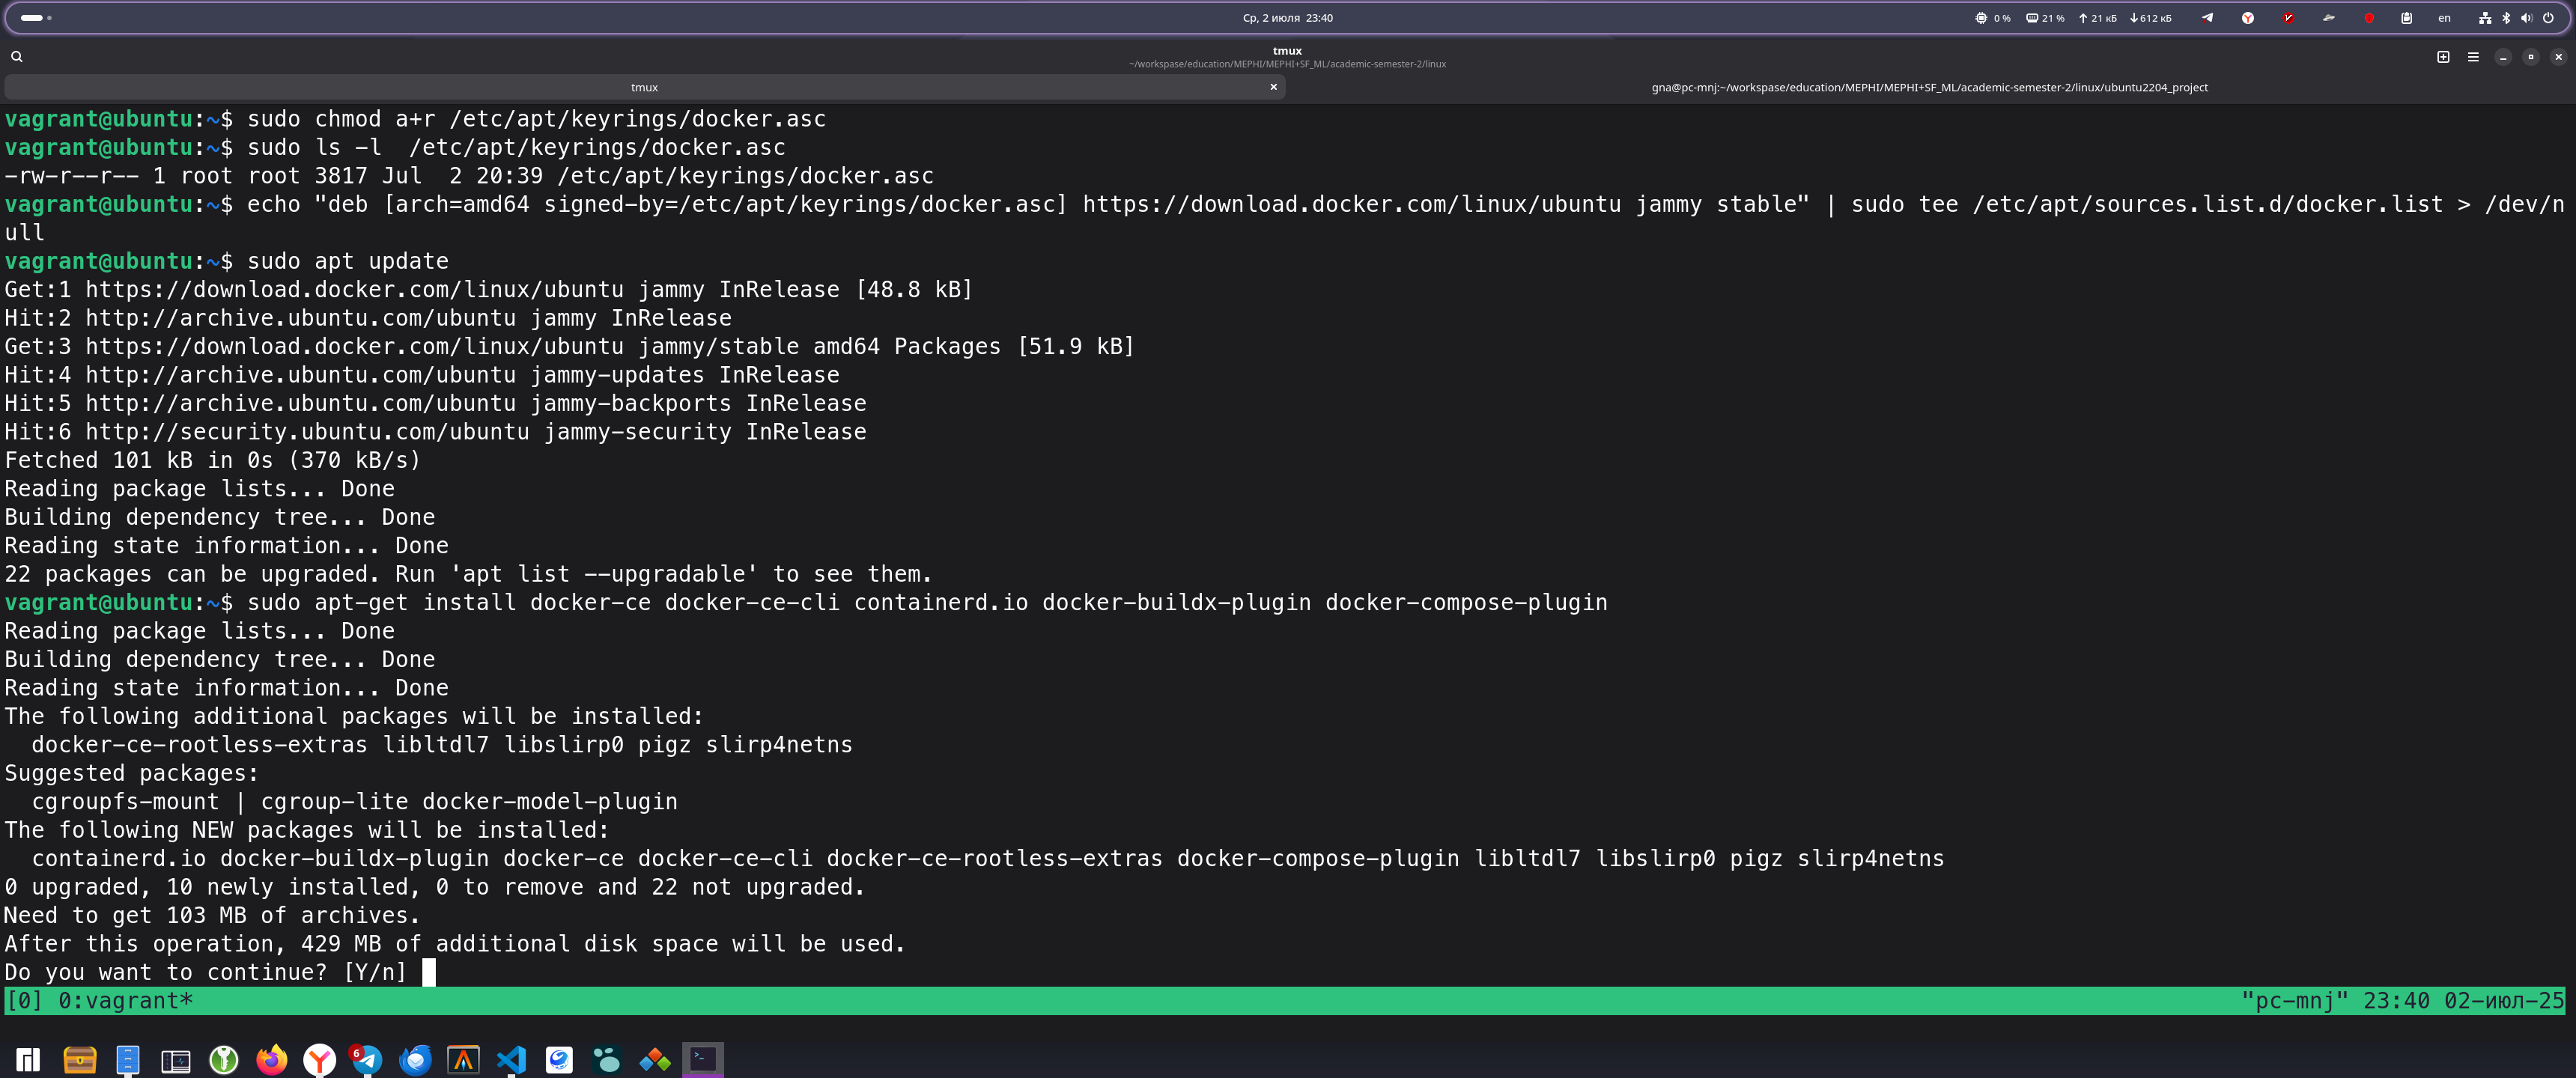 Ср, 2 июля 23:40
0 % 21 % 21 кБ 612 кБ en
tmux
~/workspase/education/MEPHI/MEPHI+SF_ML/academic-semester-2/linux
tmux
gna@pc-mnj:~/workspase/education/MEPHI/MEPHI+SF_ML/academic-semester-2/linux/ubuntu2204_project
vagrant@ubuntu:~$ sudo chmod a+r /etc/apt/keyrings/docker.asc
vagrant@ubuntu:~$ sudo ls -l  /etc/apt/keyrings/docker.asc
-rw-r--r-- 1 root root 3817 Jul  2 20:39 /etc/apt/keyrings/docker.asc
vagrant@ubuntu:~$ echo "deb [arch=amd64 signed-by=/etc/apt/keyrings/docker.asc] https://download.docker.com/linux/ubuntu jammy stable" | sudo tee /etc/apt/sources.list.d/docker.list > /dev/n
ull
vagrant@ubuntu:~$ sudo apt update
Get:1 https://download.docker.com/linux/ubuntu jammy InRelease [48.8 kB]
Hit:2 http://archive.ubuntu.com/ubuntu jammy InRelease
Get:3 https://download.docker.com/linux/ubuntu jammy/stable amd64 Packages [51.9 kB]
Hit:4 http://archive.ubuntu.com/ubuntu jammy-updates InRelease
Hit:5 http://archive.ubuntu.com/ubuntu jammy-backports InRelease
Hit:6 http://security.ubuntu.com/ubuntu jammy-security InRelease
Fetched 101 kB in 0s (370 kB/s)
Reading package lists... Done
Building dependency tree... Done
Reading state information... Done
22 packages can be upgraded. Run 'apt list --upgradable' to see them.
vagrant@ubuntu:~$ sudo apt-get install docker-ce docker-ce-cli containerd.io docker-buildx-plugin docker-compose-plugin
Reading package lists... Done
Building dependency tree... Done
Reading state information... Done
The following additional packages will be installed:
  docker-ce-rootless-extras libltdl7 libslirp0 pigz slirp4netns
Suggested packages:
  cgroupfs-mount | cgroup-lite docker-model-plugin
The following NEW packages will be installed:
  containerd.io docker-buildx-plugin docker-ce docker-ce-cli docker-ce-rootless-extras docker-compose-plugin libltdl7 libslirp0 pigz slirp4netns
0 upgraded, 10 newly installed, 0 to remove and 22 not upgraded.
Need to get 103 MB of archives.
After this operation, 429 MB of additional disk space will be used.
Do you want to continue? [Y/n]
[0] 0:vagrant* "pc-mnj" 23:40 02-июл-25
6